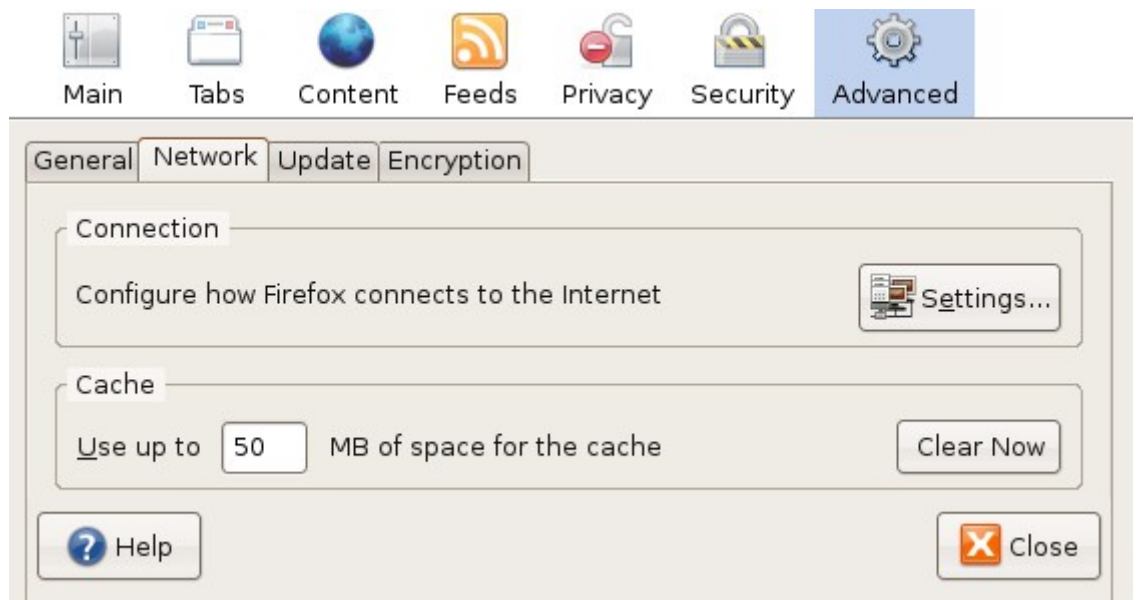 Main Tabs Content Feeds Privacy Security Advanced
General Network Update Encryption
Connection
Configure how Firefox connects to the Internet Settings...
Cache
Use up to 50 MB of space for the cache Clear Now
Help Close